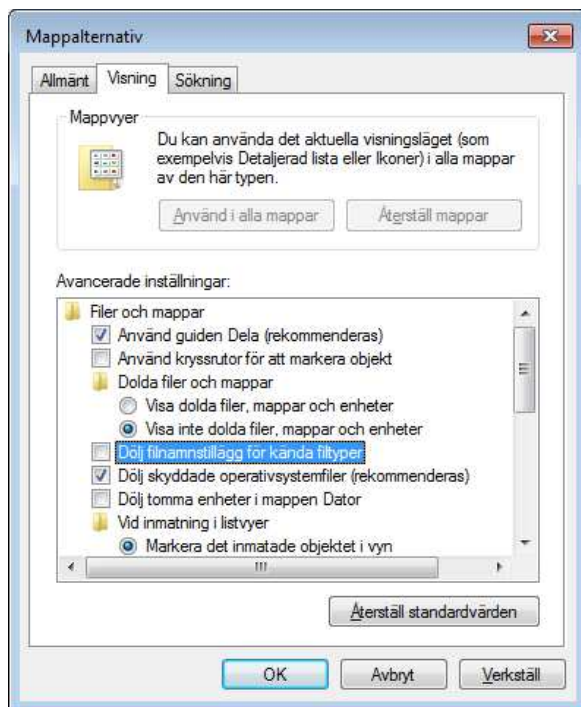 Mappalternativ
Allmänt Visning Sökning
Mappvyer
Du kan använda det aktuella visningsläget (som
exempelvis Detaljerad lista eller Ikoner) i alla mappar
av den här typen.
Använd i alla mappar Återställ mappar
Avancerade inställningar:
Filer och mappar
Använd guiden Dela (rekommenderas)
Använd kryssrutor för att markera objekt
Dolda filer och mappar
Visa dolda filer, mappar och enheter
Visa inte dolda filer, mappar och enheter
Dölj filnamnstillägg för kända filtyper
Dölj skyddade operativsystemfiler (rekommenderas)
Dölj tomma enheter i mappen Dator
Vid inmatning i listvyer
Markera det inmatade objektet i vyn
Återställ standardvärden
OK Avbryt Verkställ